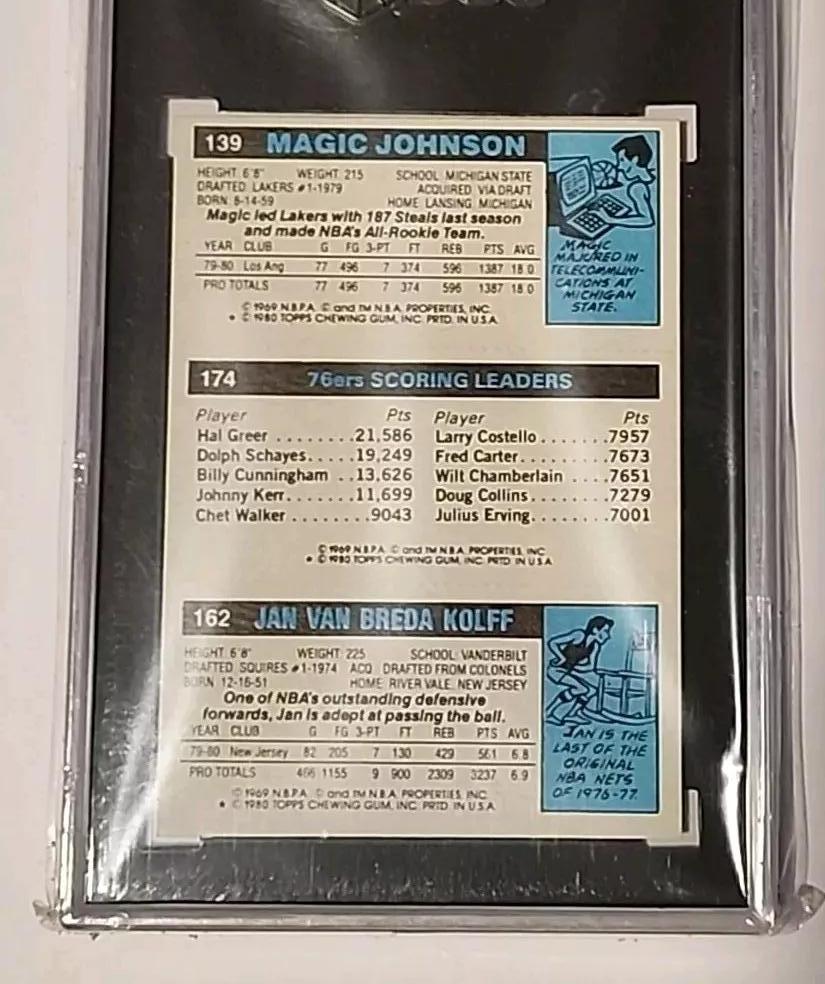 139 MAGIC JOHNSON
HEIGHT 6'8" WEIGHT 215 SCHOOL MICHIGAN STATE
DRAFTED LAKERS #1-1979 ACQUIRED VIA DRAFT
BORN 8-14-59 HOME LANSING, MICHIGAN
Magic led Lakers with 187 Steals last season
and made NBA's All-Rookie Team.
YEAR CLUB G FG 3-PT FT REB PTS AVG
79-80 Los Ang 77 496 7 374 596 1387 18.0
PRO TOTALS 77 496 7 374 596 1387 18.0
© 1969 N.B.P.A. © and TM N.B.A. PROPERTIES, INC.
* © 1980 TOPPS CHEWING GUM, INC. PRTD. IN U.S.A.
MAGIC
MAJORED IN
TELECOMMUNI-
CATIONS AT
MICHIGAN
STATE.
174 76ers SCORING LEADERS
Player Pts Player Pts
Hal Greer ........21,586 Larry Costello.......7957
Dolph Schayes.....19,249 Fred Carter.........7673
Billy Cunningham ..13,626 Wilt Chamberlain ....7651
Johnny Kerr.......11,699 Doug Collins........7279
Chet Walker ........9043 Julius Erving........7001
© 1969 N.B.P.A. © and TM N.B.A. PROPERTIES, INC.
* © 1980 TOPPS CHEWING GUM, INC. PRTD. IN U.S.A.
162 JAN VAN BREDA KOLFF
HEIGHT 6'8" WEIGHT 225 SCHOOL VANDERBILT
DRAFTED SQUIRES #1-1974 ACQ. DRAFTED FROM COLONELS
BORN 12-16-51 HOME RIVER VALE, NEW JERSEY
One of NBA's outstanding defensive
forwards, Jan is adept at passing the ball.
YEAR CLUB G FG 3-PT FT REB PTS AVG
79-80 New Jersey 82 205 7 130 429 561 6.8
PRO TOTALS 466 1155 9 900 2309 3237 6.9
© 1969 N.B.P.A. © and TM N.B.A. PROPERTIES, INC.
* © 1980 TOPPS CHEWING GUM, INC. PRTD. IN U.S.A.
JAN IS THE
LAST OF THE
ORIGINAL
NBA NETS
OF 1976-77.